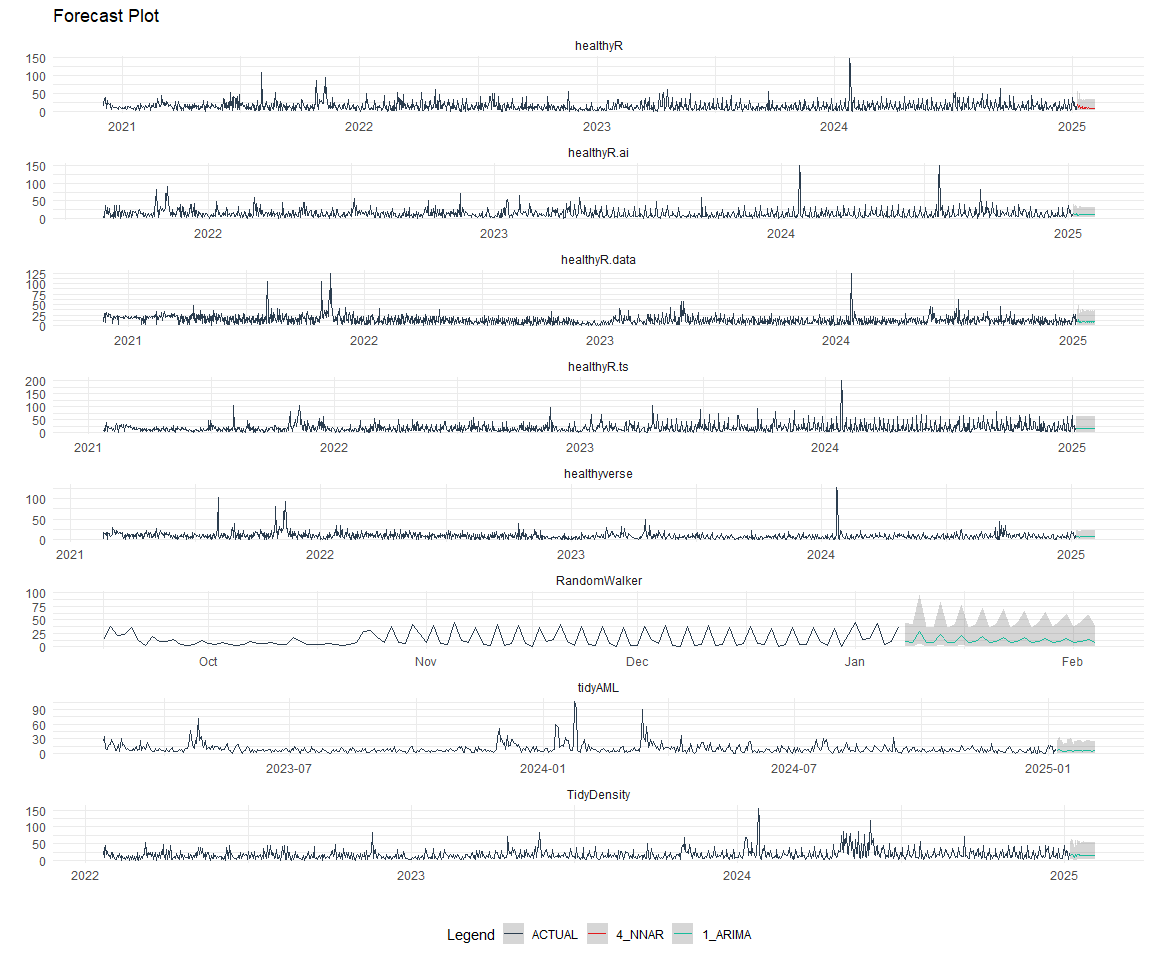 Forecast Plot
healthyR
150
100
50
0
2021 2022 2023 2024 2025
healthyR.ai
150
100
50
0
2022 2023 2024 2025
healthyR.data
125
100
75
50
25
0
2021 2022 2023 2024 2025
healthyR.ts
200
150
100
50
0
2021 2022 2023 2024 2025
healthyverse
100
50
0
2021 2022 2023 2024 2025
RandomWalker
100
75
50
25
0
Oct Nov Dec Jan Feb
tidyAML
90
60
30
0
2023-07 2024-01 2024-07 2025-01
TidyDensity
150
100
50
0
2022 2023 2024 2025
Legend ACTUAL 4_NNAR 1_ARIMA